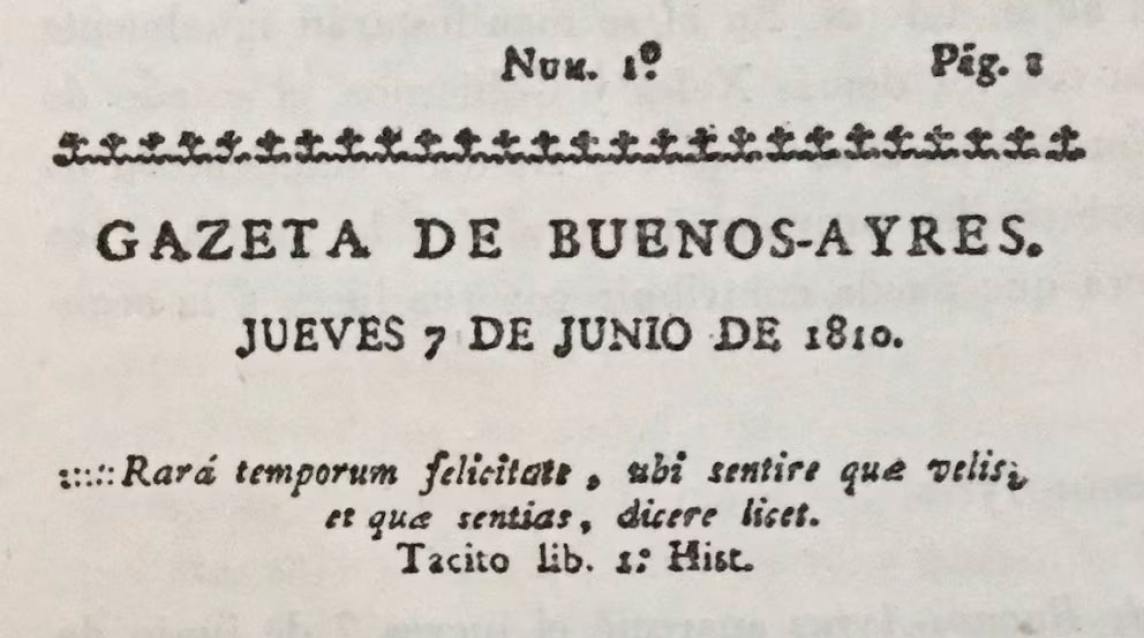 Num. 1º. Pág. 1
GAZETA DE BUENOS-AYRES.
JUEVES 7 DE JUNIO DE 1810.
:::::Rará temporum felicitate, ubi sentire quæ velis,
et quæ sentias, dicere licet.
Tacito lib. 1º. Hist.